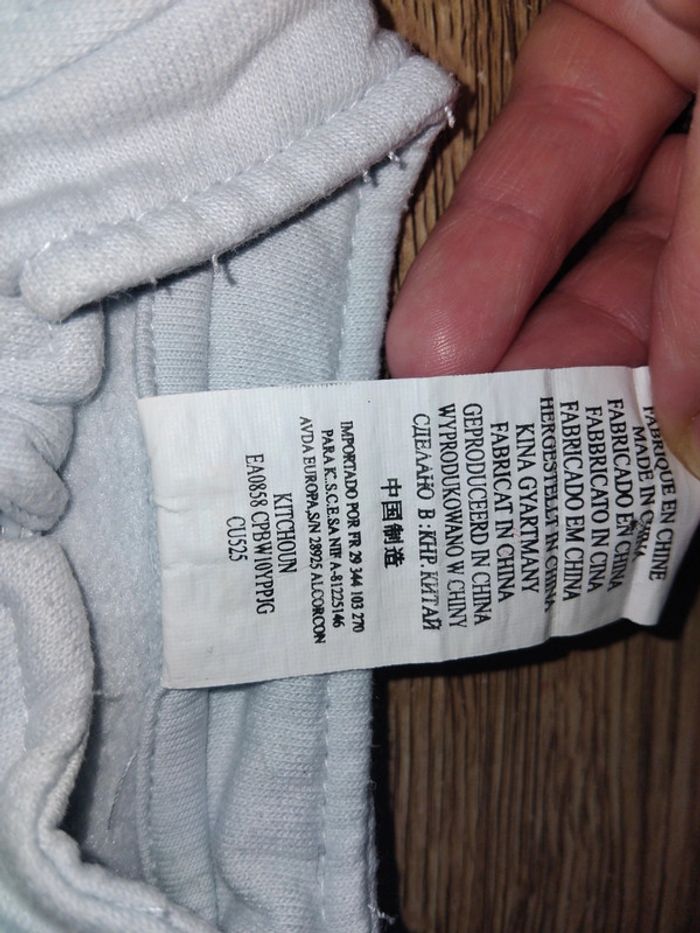 FABRIQUE EN CHINE
MADE IN CHINA
FABRICADO EN CHINA
FABBRICATO IN CINA
FABRICADO EM CHINA
HERGESTELLT IN CHINA
KINA GYARTMANY
FABRICAT IN CHINA
GEPRODUCEERD IN CHINA
WYPRODUKOWANO W CHINY
СДЕЛАНО В :КНР, КИТАЙ
中国制造
IMPORTADO POR FR 29 344 103 270
PARA K..S.C.E.SA NIF A-81225146
AVDA EUROPA,S/N 28925 ALCORCON
KITCHOUN
EA0858 CPBW10YPPJG
CU525